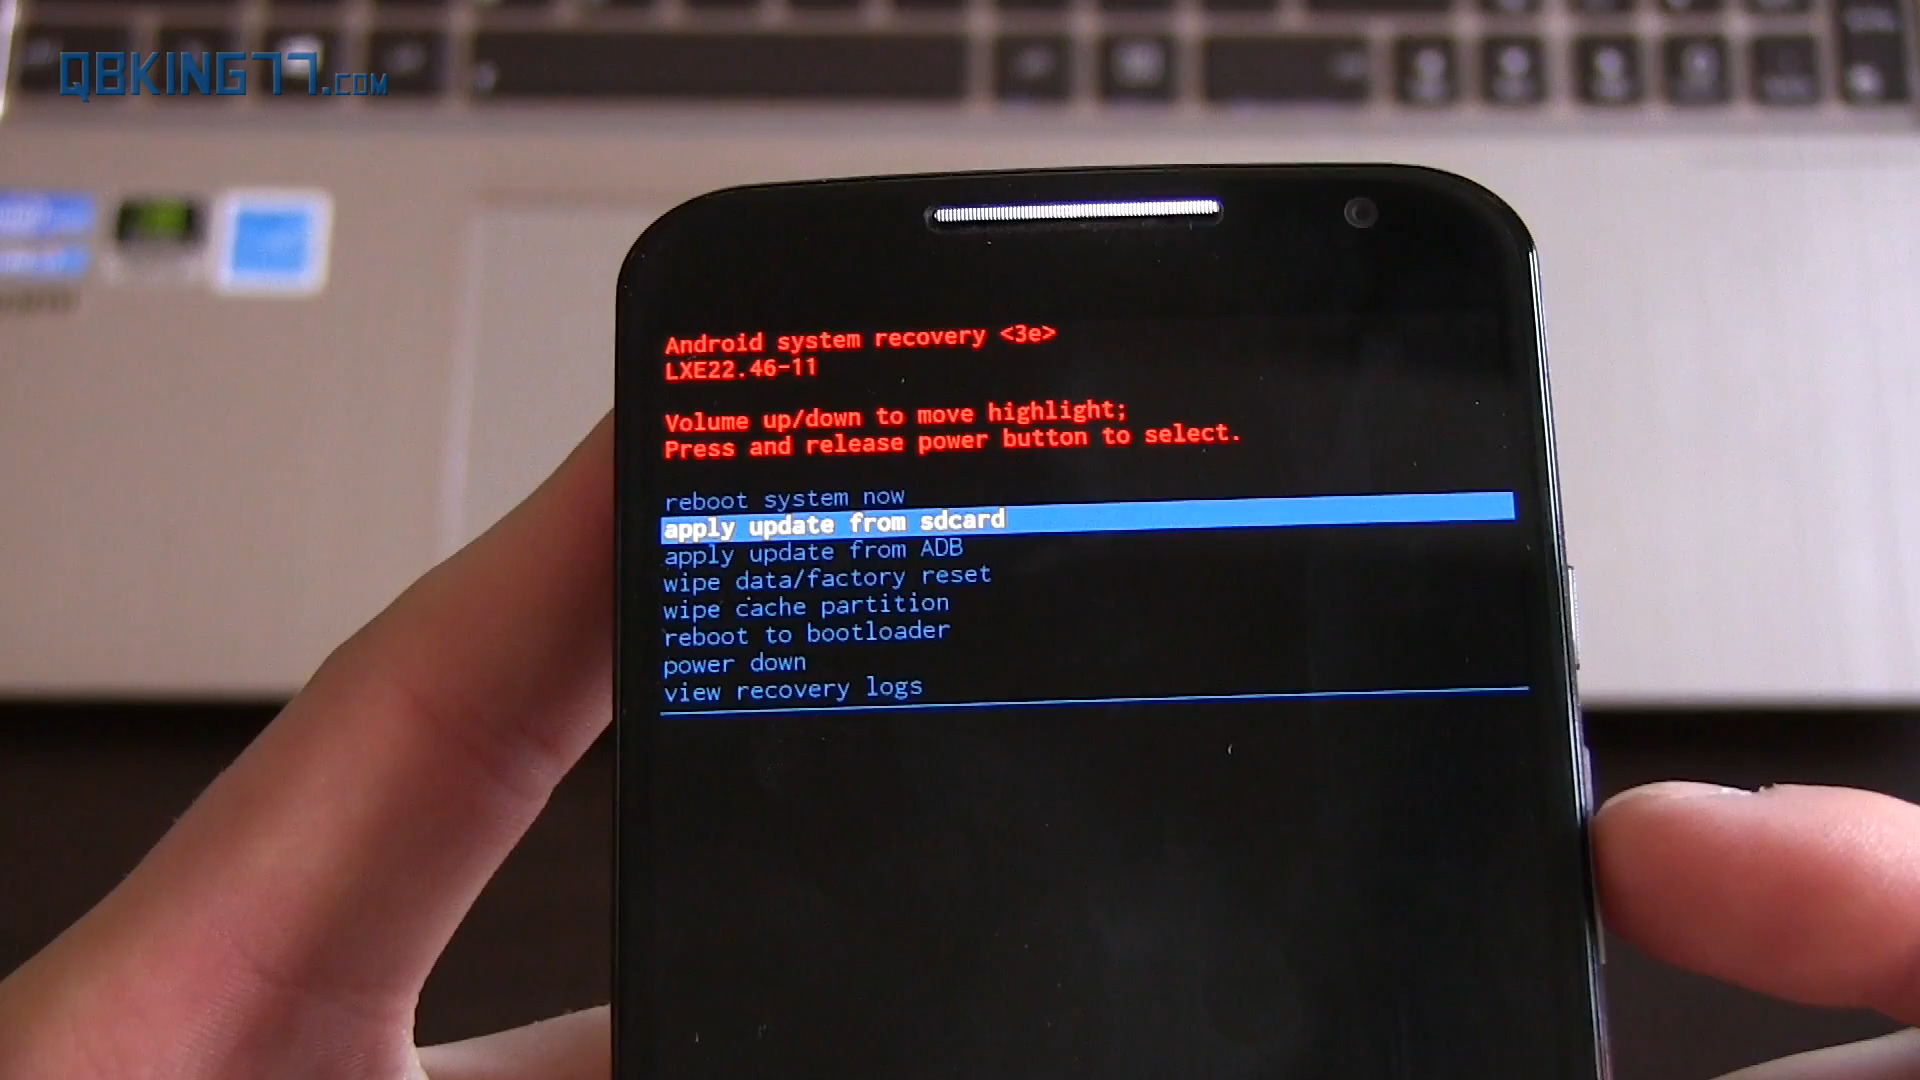 QBKING77.COM
Android system recovery <3e>
LXE22.46-11
Volume up/down to move highlight;
Press and release power button to select.
reboot system now
apply update from sdcard
apply update from ADB
wipe data/factory reset
wipe cache partition
reboot to bootloader
power down
view recovery logs